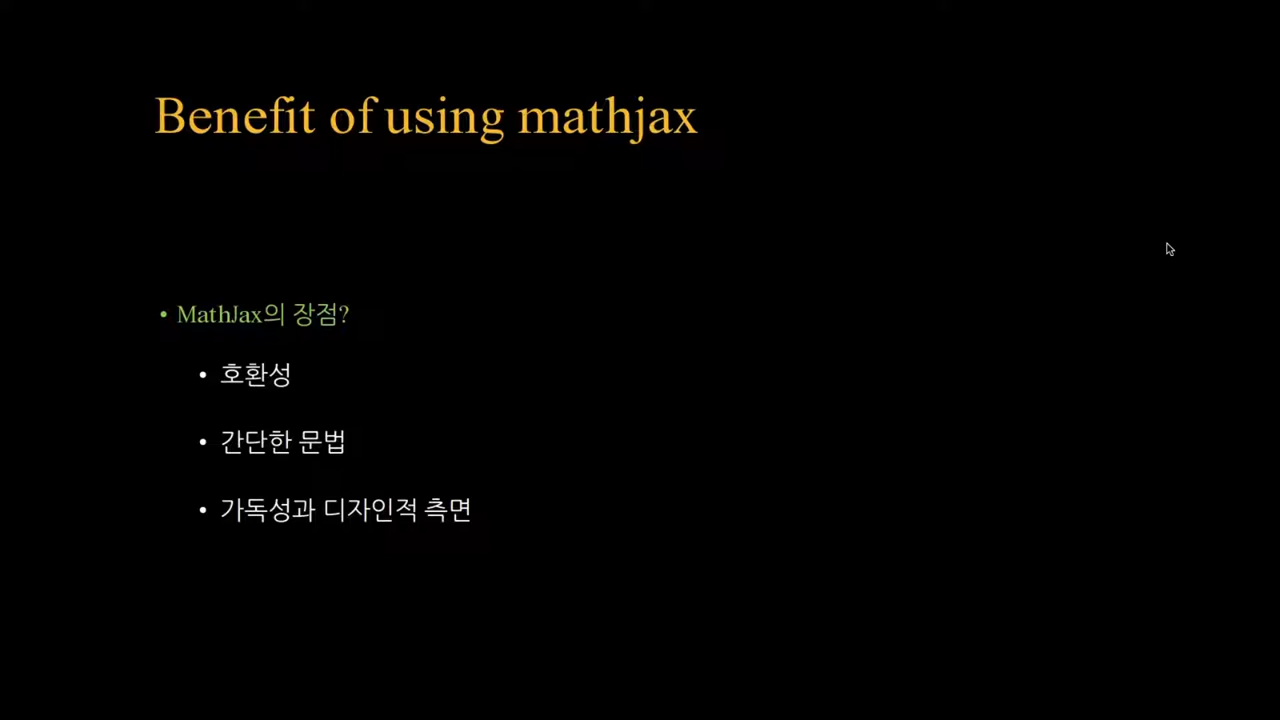 Benefit of using mathjax
• MathJax의 장점?
• 호환성
• 간단한 문법
• 가독성과 디자인적 측면